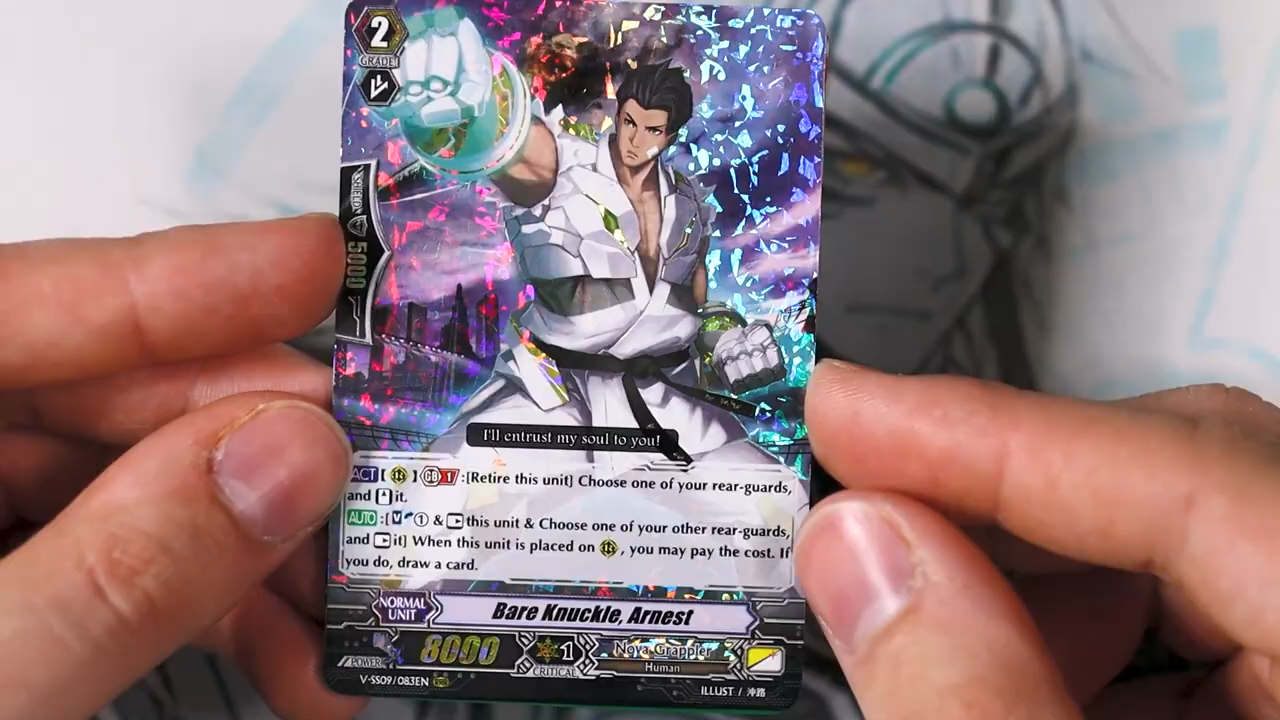 2
GRADE
SHIELD
5000
I'll entrust my soul to you!
ACT [ ] GB 1 :[Retire this unit] Choose one of your rear-guards,
and it.
AUTO :[ 1 & this unit & Choose one of your other rear-guards,
and it] When this unit is placed on , you may pay the cost. If
you do, draw a card.
NORMAL
UNIT
Bare Knuckle, Arnest
POWER 8000
1
CRITICAL
Nova Grappler
Human
V-SS09/083EN RRR
ILLUST / 沖路